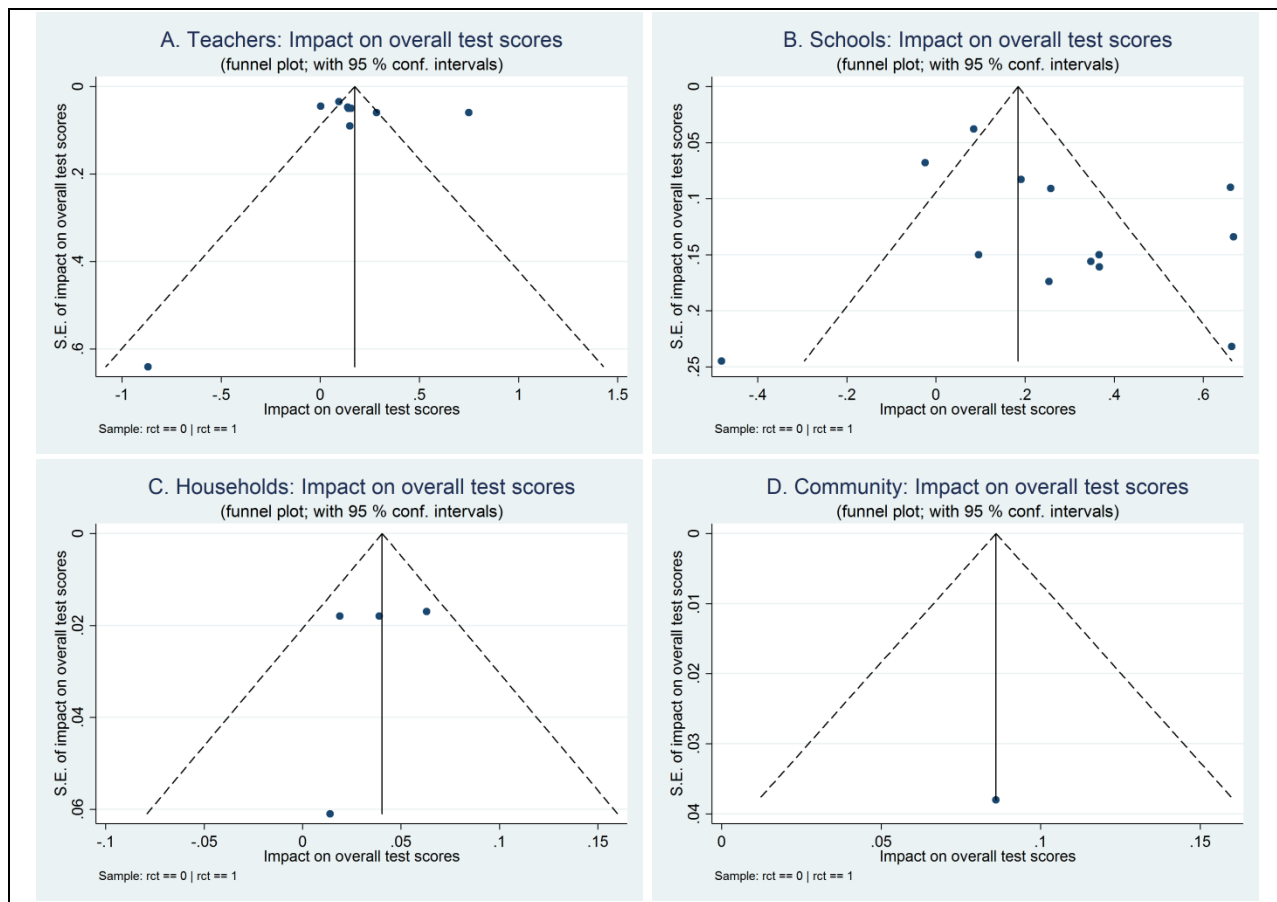 A. Teachers: Impact on overall test scores
(funnel plot; with 95 % conf. intervals)
S.E. of impact on overall test scores
0
.2
.4
.6
-1
-.5
0
.5
1
1.5
Impact on overall test scores
Sample: rct == 0 | rct == 1
B. Schools: Impact on overall test scores
(funnel plot; with 95 % conf. intervals)
S.E. of impact on overall test scores
0
.05
.1
.15
.2
.25
-.4
-.2
0
.2
.4
.6
Impact on overall test scores
Sample: rct == 0 | rct == 1
C. Households: Impact on overall test scores
(funnel plot; with 95 % conf. intervals)
S.E. of impact on overall test scores
0
.02
.04
.06
-.1
-.05
0
.05
.1
.15
Impact on overall test scores
Sample: rct == 0 | rct == 1
D. Community: Impact on overall test scores
(funnel plot; with 95 % conf. intervals)
S.E. of impact on overall test scores
0
.01
.02
.03
.04
0
.05
.1
.15
Impact on overall test scores
Sample: rct == 0 | rct == 1